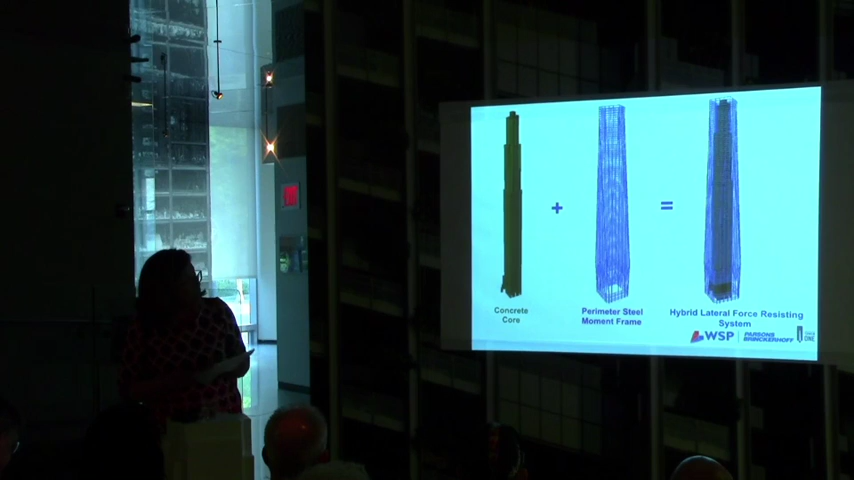 +
=
Concrete
Core
Perimeter Steel
Moment Frame
Hybrid Lateral Force Resisting
System
WSP
PARSONS
BRINCKERHOFF